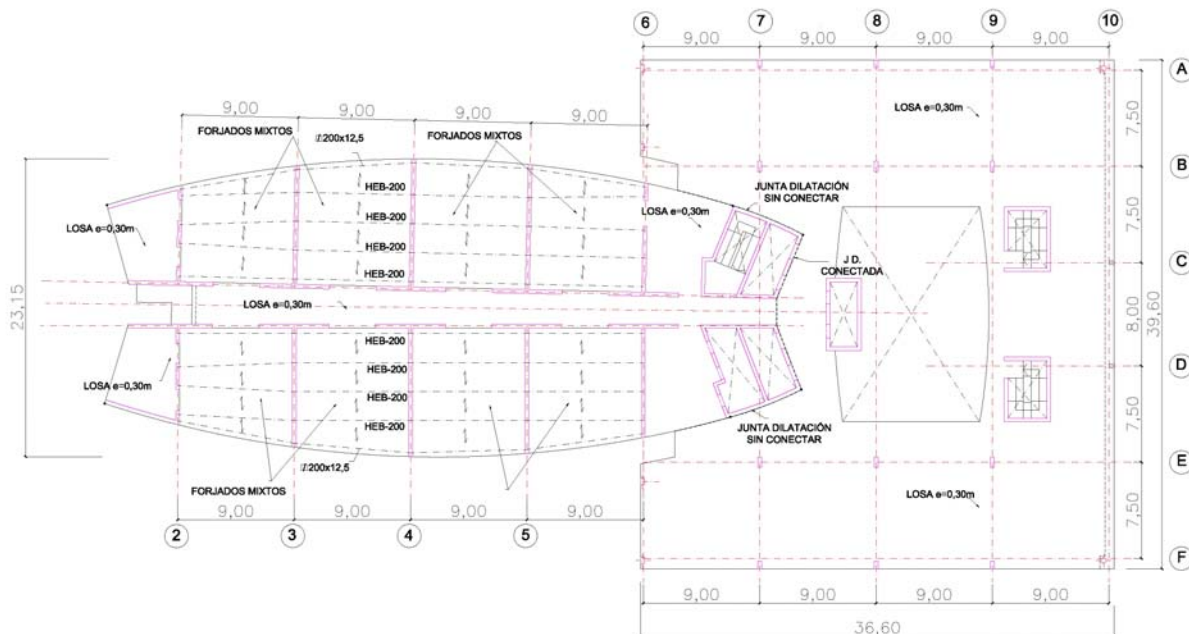 6 7 8 9 10
9,00 9,00 9,00 9,00
A
LOSA e=0,30m
7,50
9,00 9,00 9,00 9,00
FORJADOS MIXTOS
FORJADOS MIXTOS
200x12,5
B
HEB-200
JUNTA DILATACIÓN
SIN CONECTAR
LOSA e=0,30m
HEB-200
7,50
LOSA e=0,30m
HEB-200
J D.
CONECTADA
C
HEB-200
23,15
LOSA e=0,30m
8,00
39,60
HEB-200
D
HEB-200
LOSA e=0,30m
HEB-200
7,50
HEB-200
JUNTA DILATACIÓN
SIN CONECTAR
200x12,5
E
FORJADOS MIXTOS
LOSA e=0,30m
9,00 9,00 9,00 9,00
7,50
2 3 4 5
F
9,00 9,00 9,00 9,00
36,60